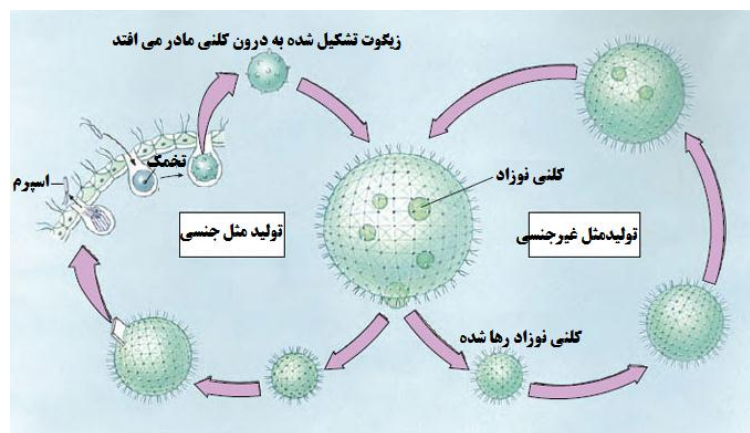 زیگوت تشکیل شده به درون کلنی مادر می افتد
تخمک
اسپرم
کلنی نوزاد
تولید مثل جنسی
تولیدمثل غیرجنسی
کلنی نوزاد رها شده